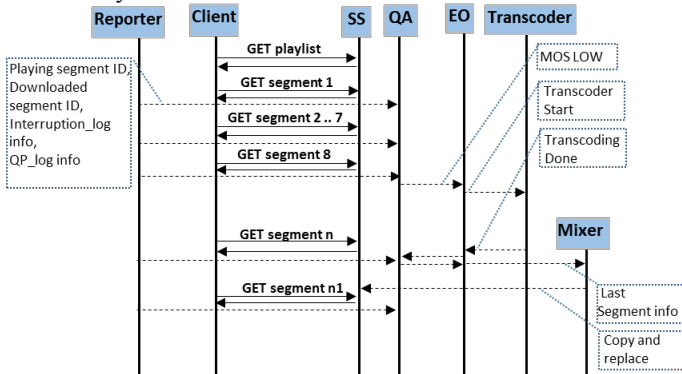 Reporter
Client
SS
QA
EO
Transcoder
GET playlist
MOS LOW
Playing segment ID,
Downloaded
segment ID,
Interruption_log
info,
QP_log info
GET segment 1
Transcoder
Start
GET segment 2 .. 7
Transcoding
Done
GET segment 8
Mixer
GET segment n
GET segment n1
Last
Segment info
Copy and
replace